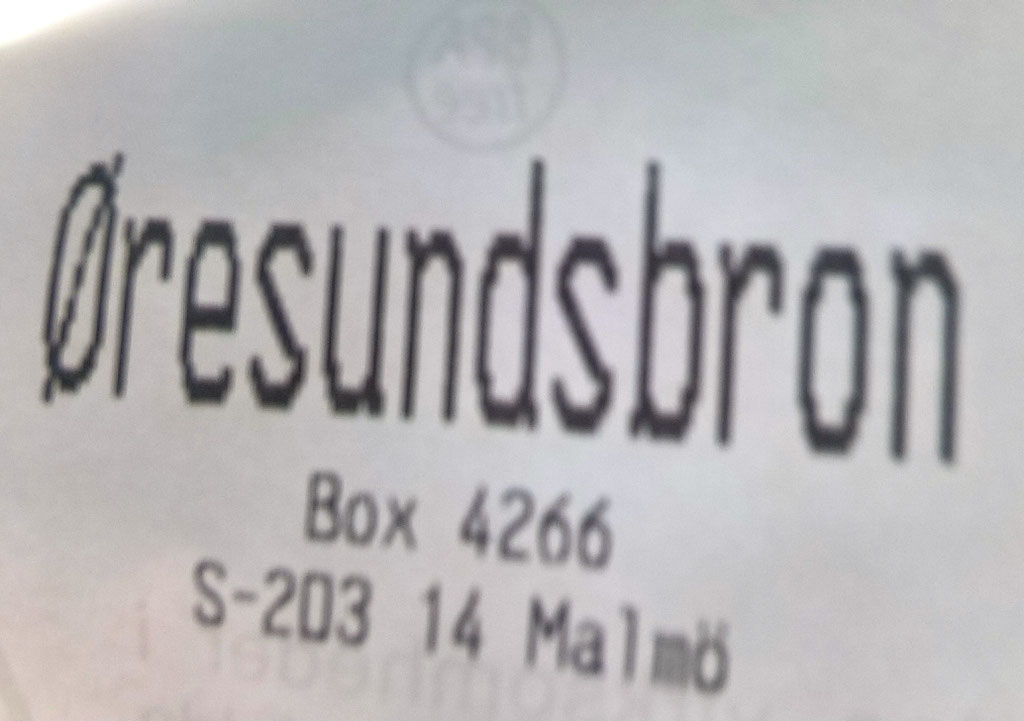 Øresundsbron
Box 4266
S-203 14 Malmö